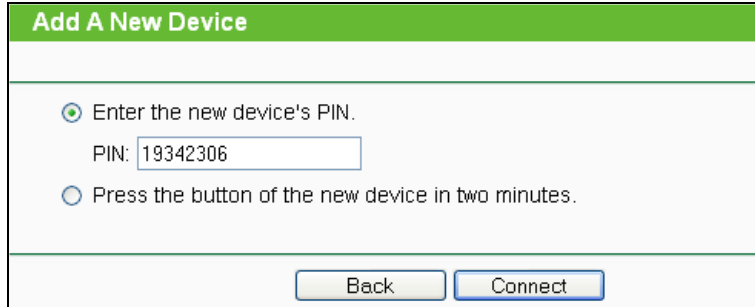 Add A New Device
Enter the new device's PIN.
PIN: 19342306
Press the button of the new device in two minutes.
Back Connect